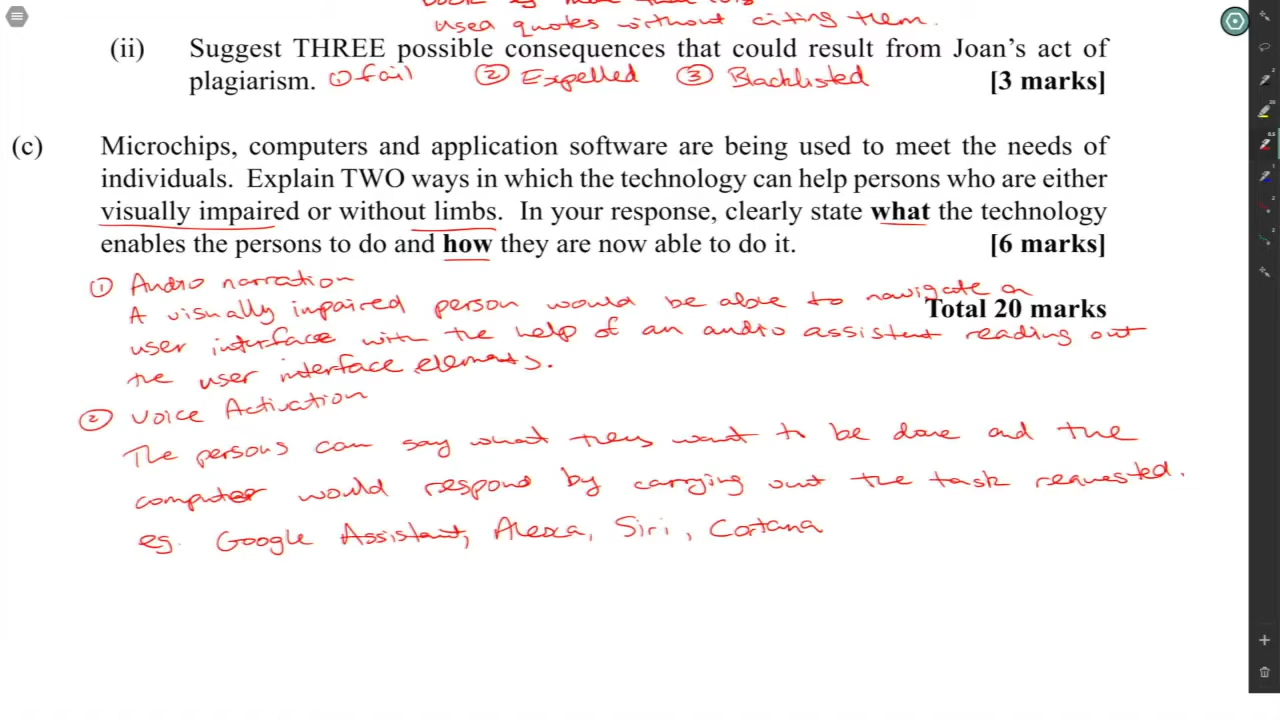 used quotes without citing them.
(ii) Suggest THREE possible consequences that could result from Joan's act of
plagiarism. ① fail ② Expelled ③ Blacklisted [3 marks]
(c) Microchips, computers and application software are being used to meet the needs of
individuals. Explain TWO ways in which the technology can help persons who are either
visually impaired or without limbs. In your response, clearly state what the technology
enables the persons to do and how they are now able to do it. [6 marks]
① Audio narration
A visually impaired person would be able to navigate a
Total 20 marks
user interface with the help of an audio assistant reading out
the user interface elements.
② Voice Activation
The persons can say what they want to be done and the
computer would respond by carrying out the task requested.
eg. Google Assistant, Alexa, Siri, Cortana